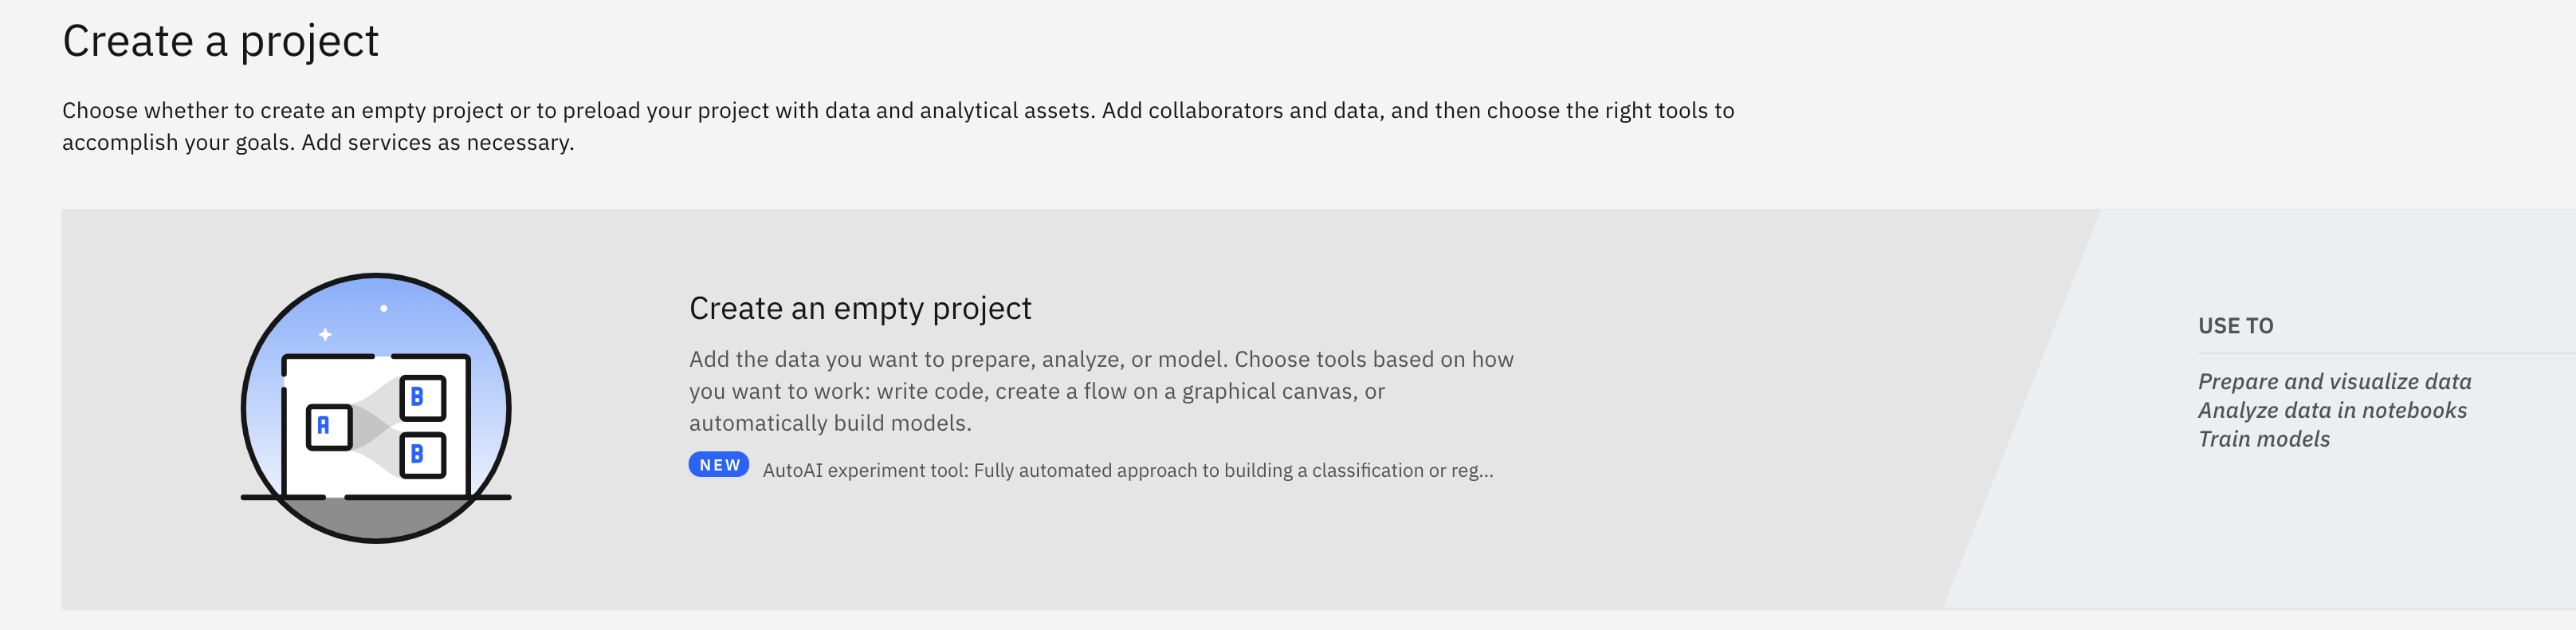 Create a project
Choose whether to create an empty project or to preload your project with data and analytical assets. Add collaborators and data, and then choose the right tools to
accomplish your goals. Add services as necessary.
A
B
B
Create an empty project
Add the data you want to prepare, analyze, or model. Choose tools based on how
you want to work: write code, create a flow on a graphical canvas, or
automatically build models.
NEW AutoAI experiment tool: Fully automated approach to building a classification or reg...
USE TO
Prepare and visualize data
Analyze data in notebooks
Train models